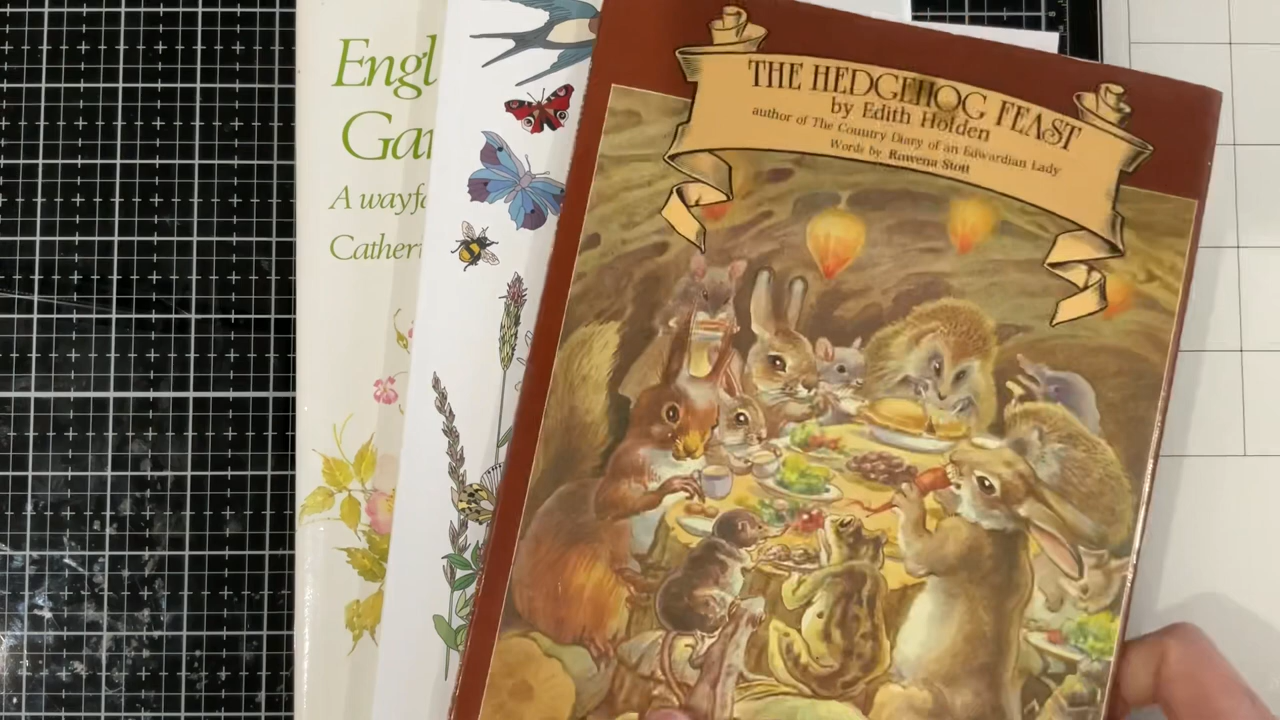 Engl
Gar
A wayf
Cather
THE HEDGEHOG FEAST
by Edith Holden
author of The Country Diary of an Edwardian Lady
Words by Rowena Stott